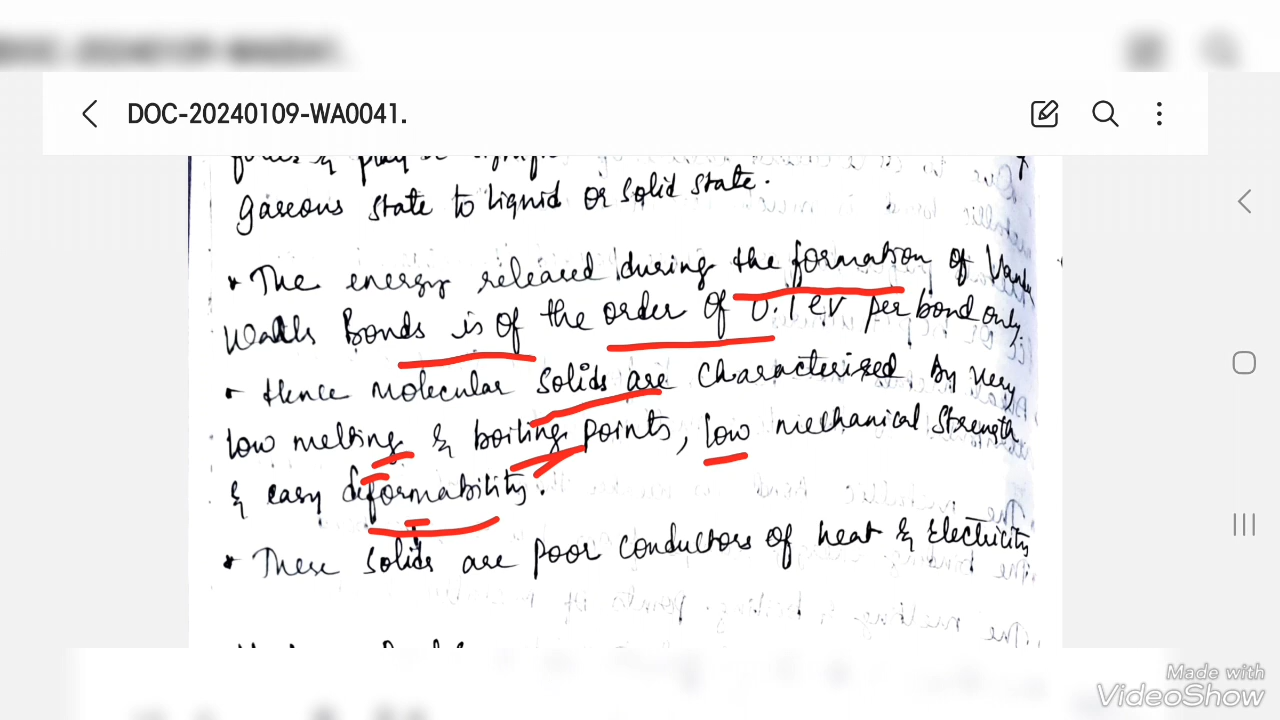 DOC-20240109-WA0041.
gaseous state to liquid or solid state.
* The energy released during the formation of Vande
Walls Bonds is of the order of 0.1 ev per bond only.
• Hence molecular solids are characterised By very
low melting & boiling points, low mechanical strength
& easy deformability.
* These solids are poor conductors of heat & Electricity
Made with
VideoShow